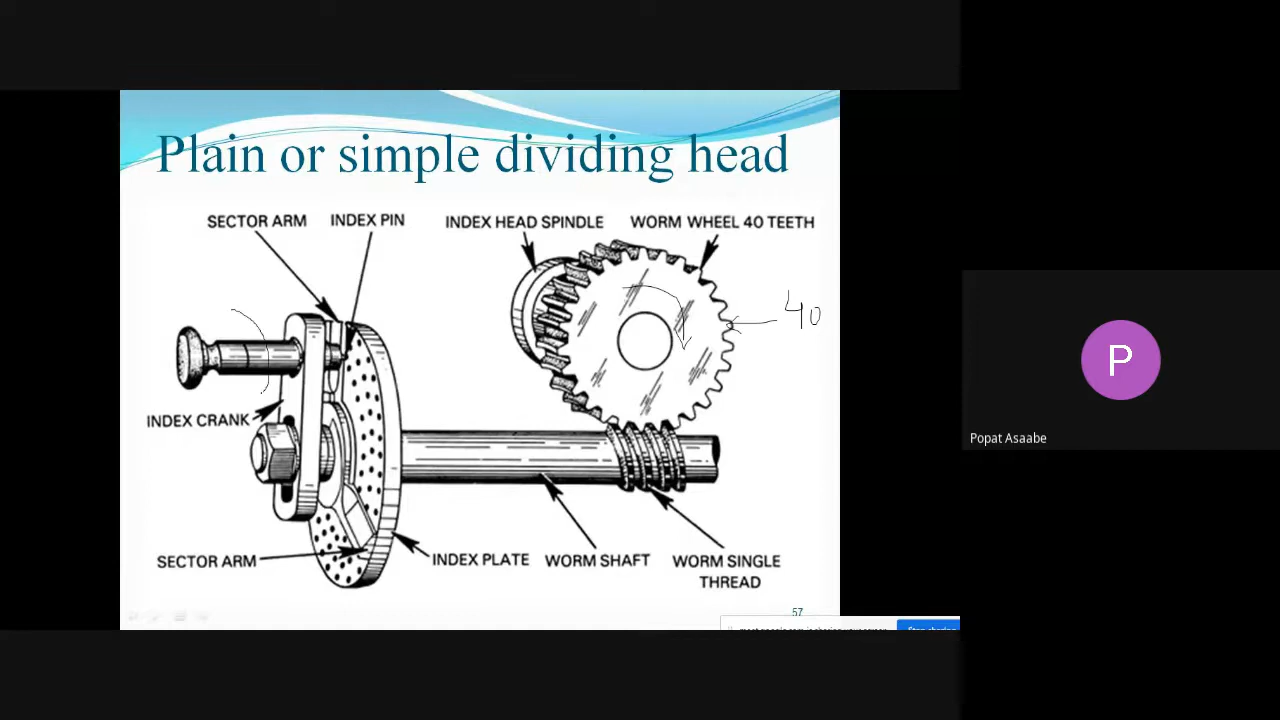 Plain or simple dividing head
SECTOR ARM INDEX PIN INDEX HEAD SPINDLE WORM WHEEL 40 TEETH
40
INDEX CRANK
SECTOR ARM INDEX PLATE WORM SHAFT WORM SINGLE THREAD
57
P
Popat Asaabe